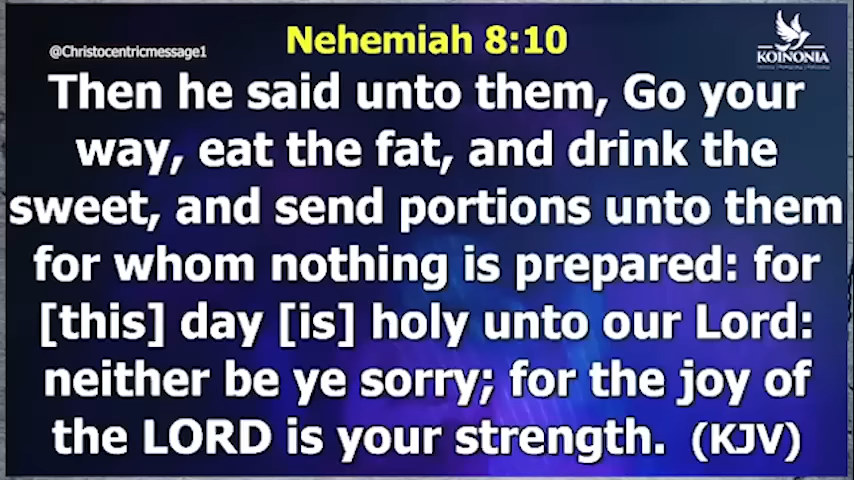 Nehemiah 8:10
@Christocentricmessage1
KOINONIA
Then he said unto them, Go your
way, eat the fat, and drink the
sweet, and send portions unto them
for whom nothing is prepared: for
[this] day [is] holy unto our Lord:
neither be ye sorry; for the joy of
the LORD is your strength. (KJV)